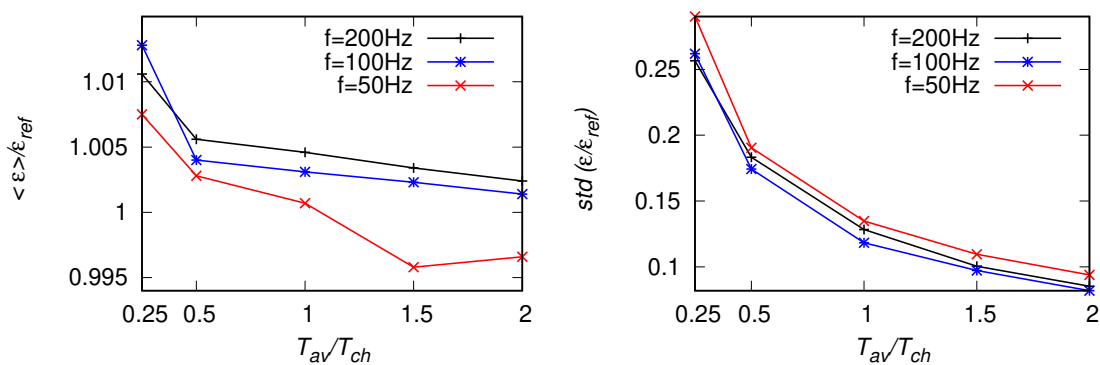 f=200Hz
f=100Hz
f=50Hz
1.01
1.005
1
0.995
< ε>/ε_ref
0.25 0.5 1 1.5 2
T_av/T_ch
f=200Hz
f=100Hz
f=50Hz
0.25
0.2
0.15
0.1
std (ε/ε_ref)
0.25 0.5 1 1.5 2
T_av/T_ch